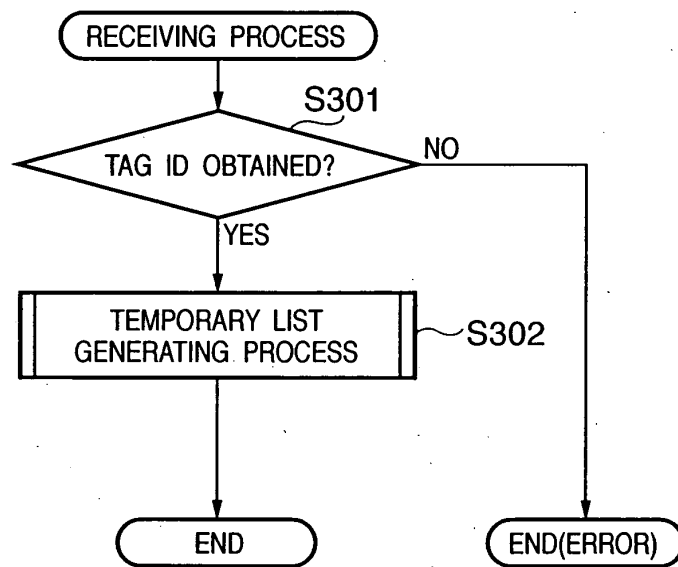 RECEIVING PROCESS
S301
TAG ID OBTAINED?
NO
YES
TEMPORARY LIST
GENERATING PROCESS
S302
END
END(ERROR)